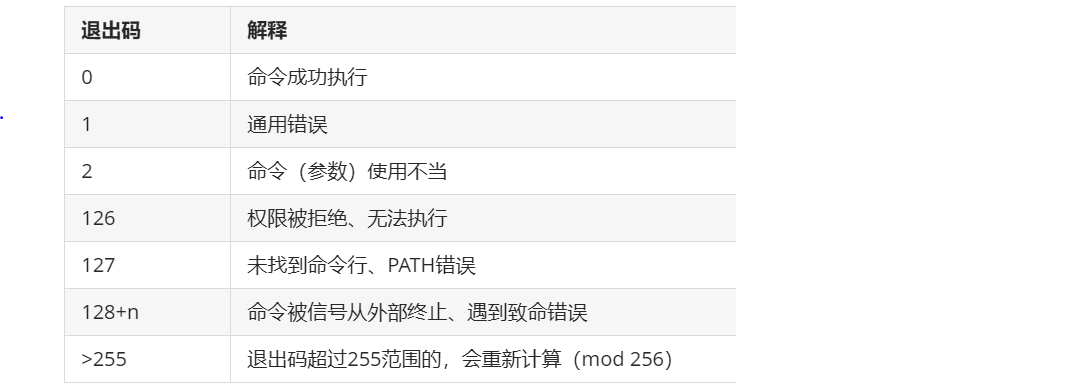 退出码 解释
0 命令成功执行
1 通用错误
2 命令（参数）使用不当
126 权限被拒绝、无法执行
127 未找到命令行、PATH错误
128+n 命令被信号从外部终止、遇到致命错误
>255 退出码超过255范围的，会重新计算（mod 256）